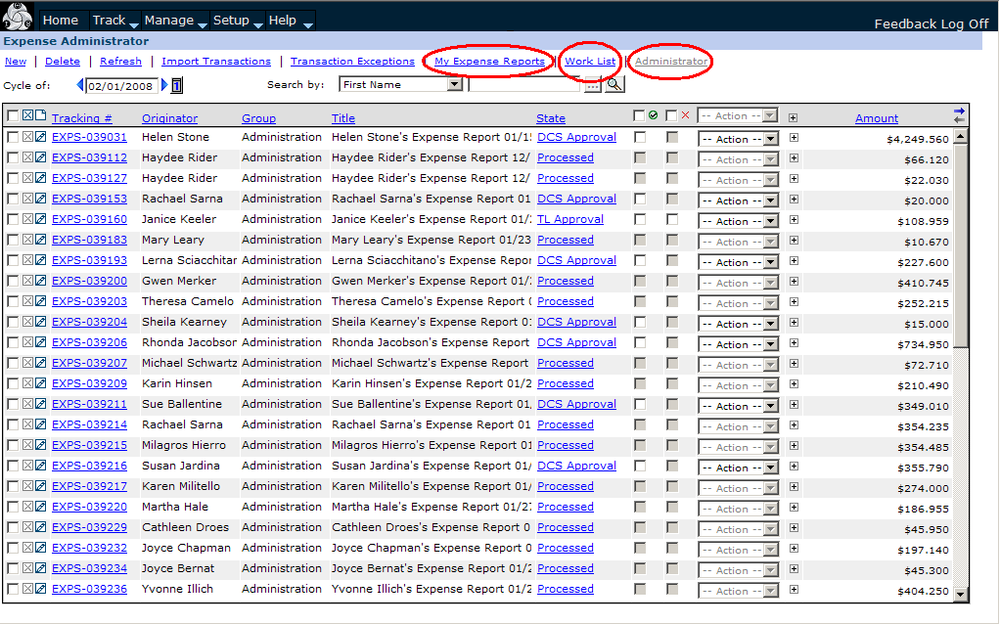 Home Track Manage Setup Help
Feedback Log Off
Expense Administrator
New | Delete | Refresh | Import Transactions | Transaction Exceptions My Expense Reports | Work List | Administrator
Cycle of: 02/01/2008 Search by: First Name ...
Tracking # Originator Group Title State -- Action -- Amount
EXPS-039031 Helen Stone Administration Helen Stone's Expense Report 01/15 DCS Approval -- Action -- $4,249.560
EXPS-039112 Haydee Rider Administration Haydee Rider's Expense Report 12/ Processed -- Action -- $66.120
EXPS-039127 Haydee Rider Administration Haydee Rider's Expense Report 12/ Processed -- Action -- $22.030
EXPS-039153 Rachael Sarna Administration Rachael Sarna's Expense Report 01 DCS Approval -- Action -- $20.000
EXPS-039160 Janice Keeler Administration Janice Keeler's Expense Report 01/2 TL Approval -- Action -- $108.959
EXPS-039183 Mary Leary Administration Mary Leary's Expense Report 01/23 Processed -- Action -- $10.670
EXPS-039193 Lerna Sciacchitar Administration Lerna Sciacchitano's Expense Repor DCS Approval -- Action -- $227.600
EXPS-039200 Gwen Merker Administration Gwen Merker's Expense Report 01/2 Processed -- Action -- $410.745
EXPS-039203 Theresa Camelo Administration Theresa Camelo's Expense Report 0 Processed -- Action -- $252.215
EXPS-039204 Sheila Kearney Administration Sheila Kearney's Expense Report 01 DCS Approval -- Action -- $15.000
EXPS-039206 Rhonda Jacobson Administration Rhonda Jacobson's Expense Report DCS Approval -- Action -- $734.950
EXPS-039207 Michael Schwartz Administration Michael Schwartz's Expense Report Processed -- Action -- $72.710
EXPS-039209 Karin Hinsen Administration Karin Hinsen's Expense Report 01/2 Processed -- Action -- $210.490
EXPS-039211 Sue Ballentine Administration Sue Ballentine's Expense Report 01, DCS Approval -- Action -- $349.010
EXPS-039214 Rachael Sarna Administration Rachael Sarna's Expense Report 01 Processed -- Action -- $354.235
EXPS-039215 Milagros Hierro Administration Milagros Hierro's Expense Report 01 Processed -- Action -- $354.485
EXPS-039216 Susan Jardina Administration Susan Jardina's Expense Report 01/ DCS Approval -- Action -- $355.790
EXPS-039217 Karen Militello Administration Karen Militello's Expense Report 01/ Processed -- Action -- $274.000
EXPS-039220 Martha Hale Administration Martha Hale's Expense Report 01/27 Processed -- Action -- $186.955
EXPS-039229 Cathleen Droes Administration Cathleen Droes's Expense Report 0 Processed -- Action -- $45.950
EXPS-039232 Joyce Chapman Administration Joyce Chapman's Expense Report 0 Processed -- Action -- $197.140
EXPS-039234 Joyce Bernat Administration Joyce Bernat's Expense Report 01/2 Processed -- Action -- $45.300
EXPS-039236 Yvonne Illich Administration Yvonne Illich's Expense Report 01/2 Processed -- Action -- $404.250